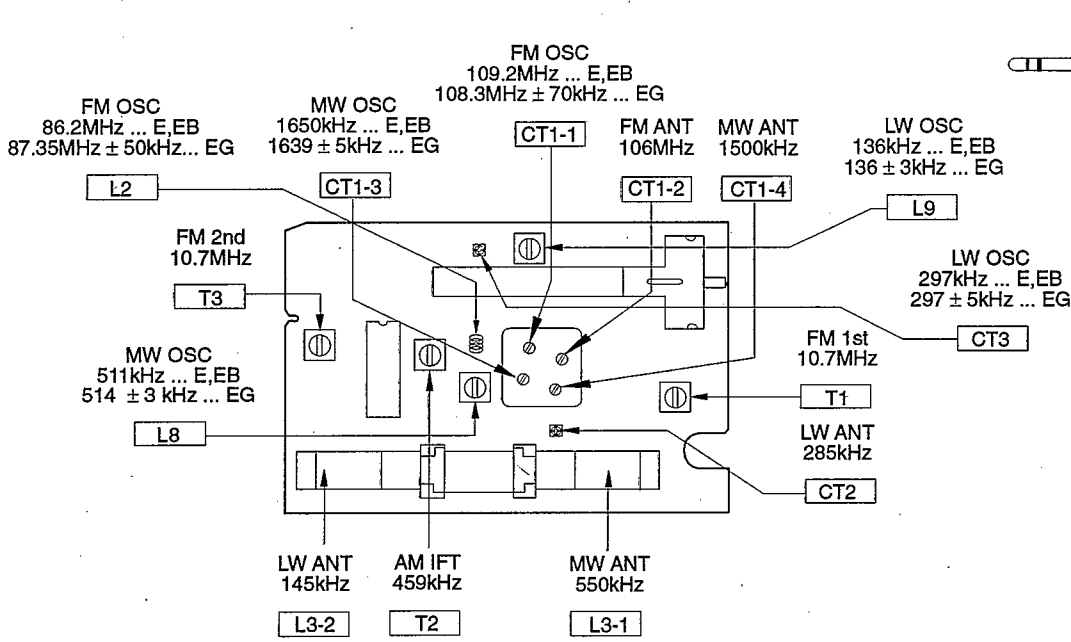 FM OSC
109.2MHz ... E,EB
108.3MHz ± 70kHz ... EG
CT1-1
FM OSC
86.2MHz ... E,EB
87.35MHz ± 50kHz... EG
L2
MW OSC
1650kHz ... E,EB
1639 ± 5kHz ... EG
CT1-3
FM ANT
106MHz
CT1-2
MW ANT
1500kHz
CT1-4
LW OSC
136kHz ... E,EB
136 ± 3kHz ... EG
L9
FM 2nd
10.7MHz
T3
LW OSC
297kHz ... E,EB
297 ± 5kHz ... EG
CT3
MW OSC
511kHz ... E,EB
514 ± 3 kHz ... EG
L8
FM 1st
10.7MHz
T1
LW ANT
285kHz
CT2
LW ANT
145kHz
L3-2
AM IFT
459kHz
T2
MW ANT
550kHz
L3-1